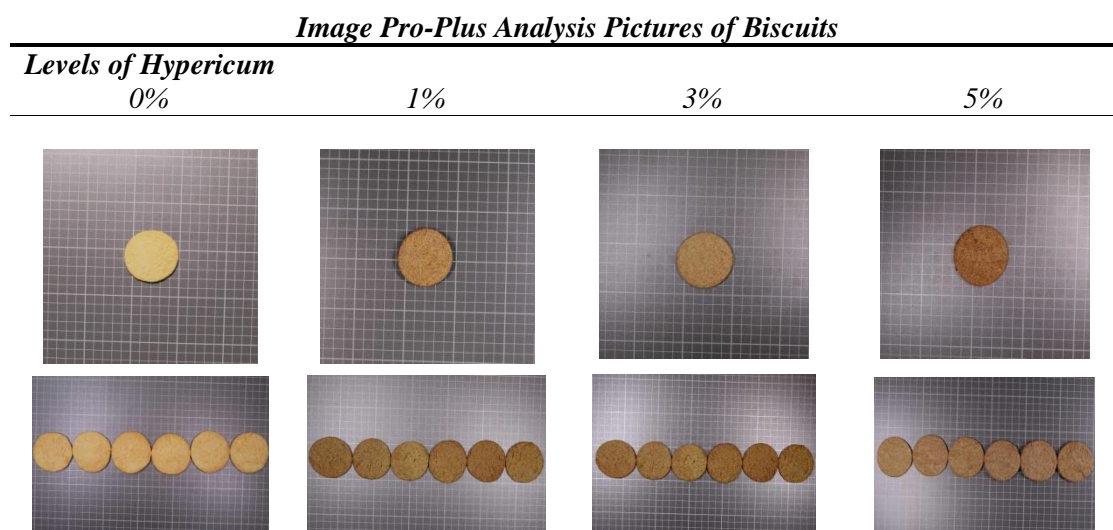 Image Pro-Plus Analysis Pictures of Biscuits
Levels of Hypericum
0% 1% 3% 5%